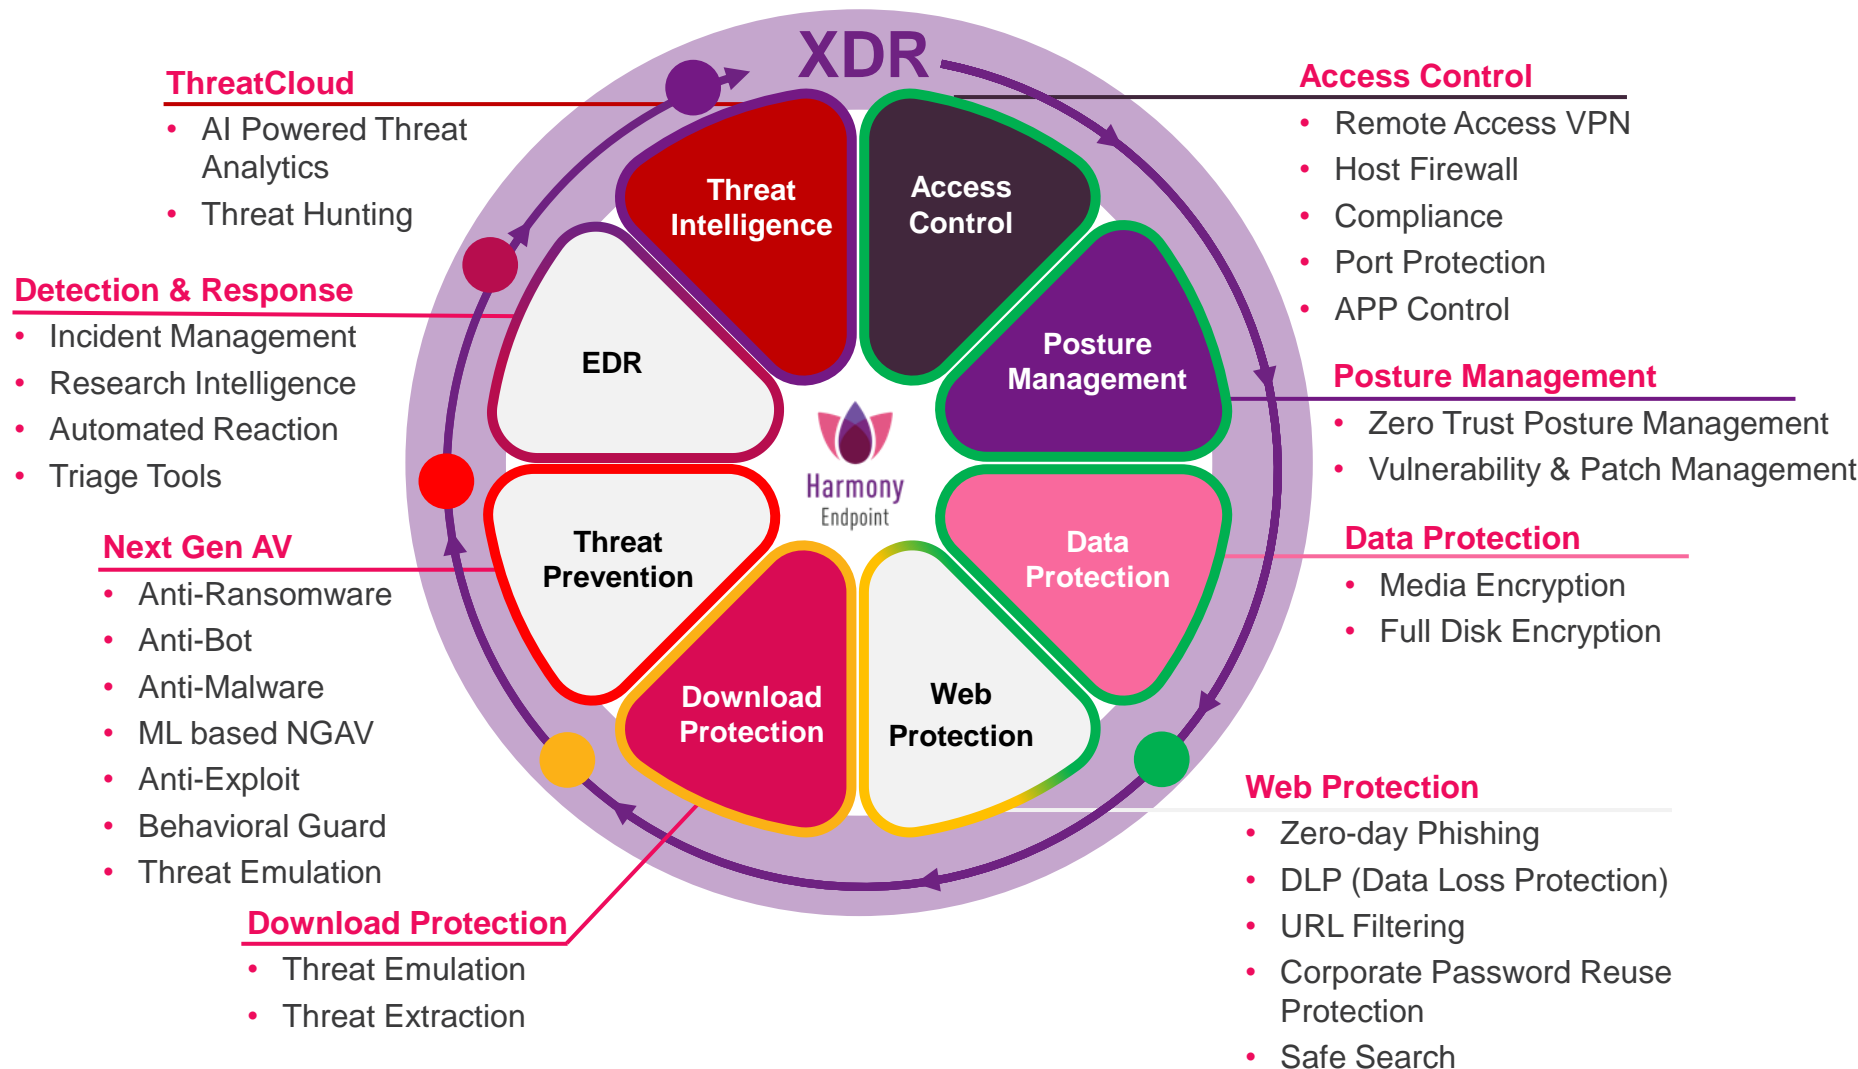 XDR
ThreatCloud
• AI Powered Threat
Analytics
• Threat Hunting
Detection & Response
• Incident Management
• Research Intelligence
• Automated Reaction
• Triage Tools
Next Gen AV
• Anti-Ransomware
• Anti-Bot
• Anti-Malware
• ML based NGAV
• Anti-Exploit
• Behavioral Guard
• Threat Emulation
Download Protection
• Threat Emulation
• Threat Extraction
Threat
Intelligence
Access
Control
EDR
Posture
Management
Harmony
Endpoint
Threat
Prevention
Data
Protection
Download
Protection
Web
Protection
Access Control
• Remote Access VPN
• Host Firewall
• Compliance
• Port Protection
• APP Control
Posture Management
• Zero Trust Posture Management
• Vulnerability & Patch Management
Data Protection
• Media Encryption
• Full Disk Encryption
Web Protection
• Zero-day Phishing
• DLP (Data Loss Protection)
• URL Filtering
• Corporate Password Reuse
Protection
• Safe Search